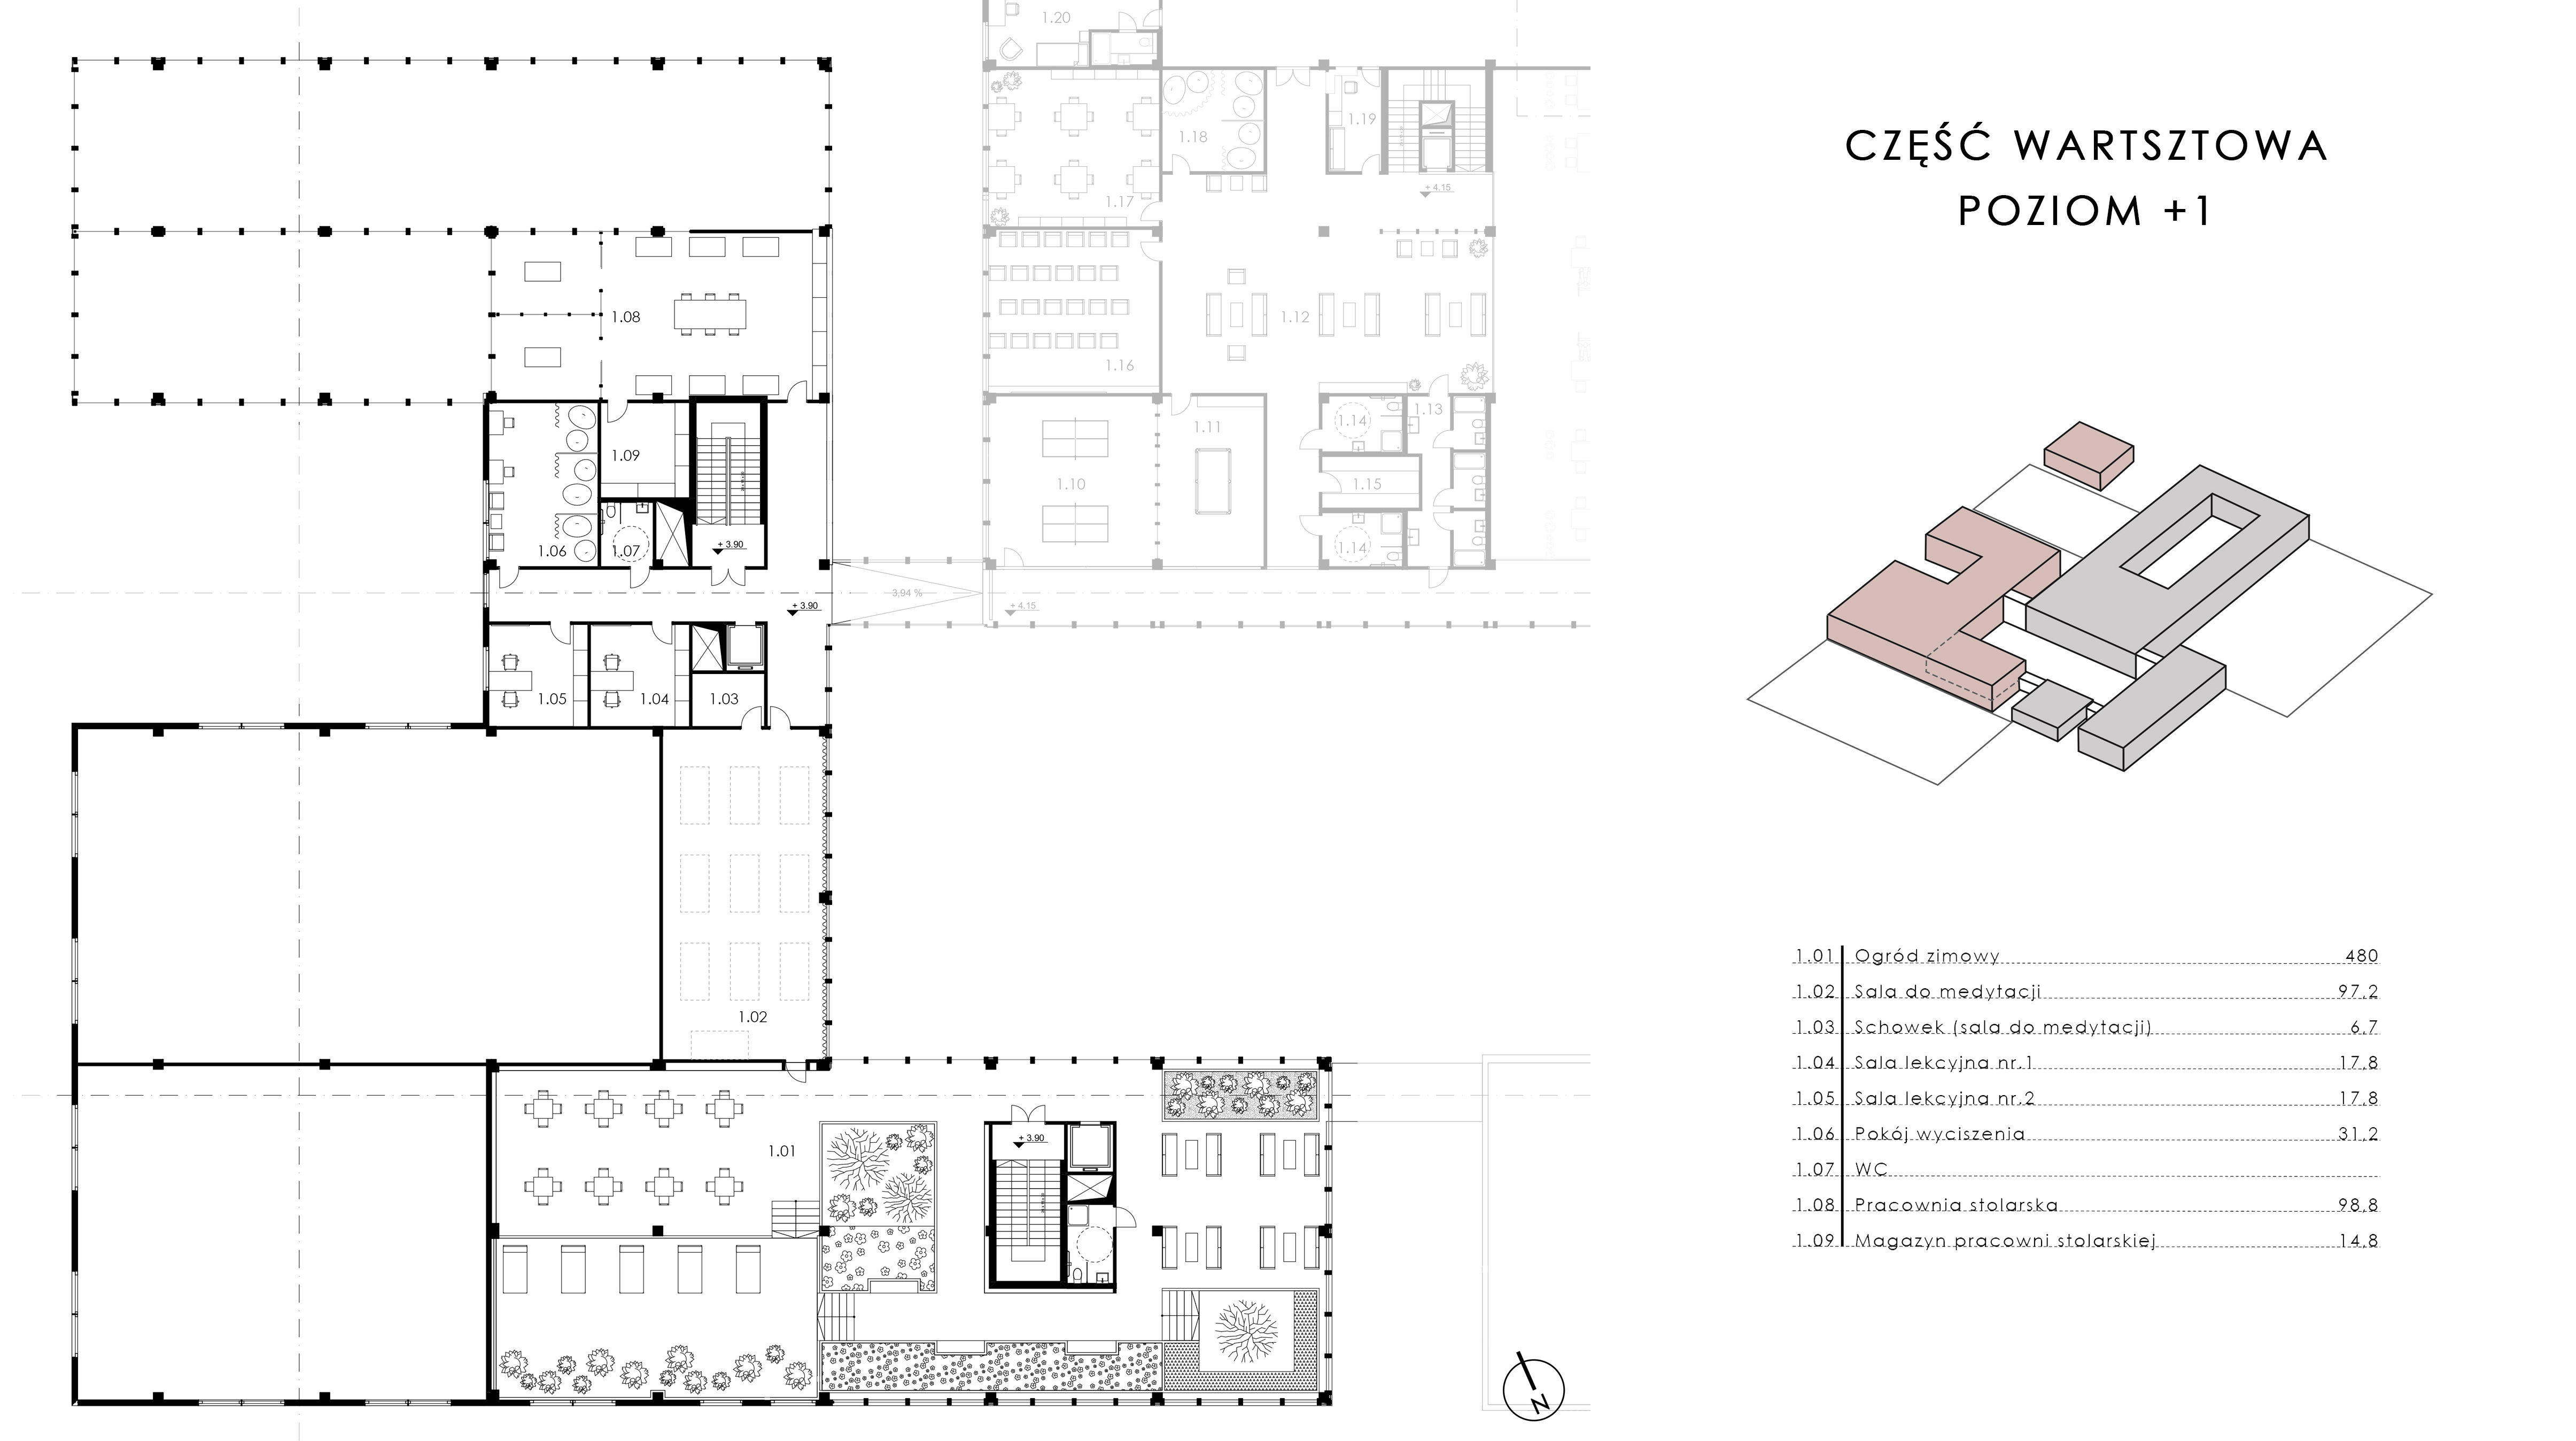 1.20
1.18
1.19
+ 4.15
1.17
1.08
1.12
1.16
1.14
1.13
1.11
1.09
1.10
1.15
1.06
1.07
+ 3.90
1.14
3,94 %
+ 3.90
+ 4.15
1.05
1.04
1.03
1.02
1.01
+ 3.90
N
CZĘŚĆ WARTSZTOWA
POZIOM +1
1.01 Ogród zimowy 480
1.02 Sala do medytacji 97,2
1.03 Schowek (sala do medytacji) 6,7
1.04 Sala lekcyjna nr.1 17,8
1.05 Sala lekcyjna nr.2 17,8
1.06 Pokój wyciszenia 31,2
1.07 WC
1.08 Pracownia stolarska 98,8
1.09 Magazyn pracowni stolarskiej 14,8